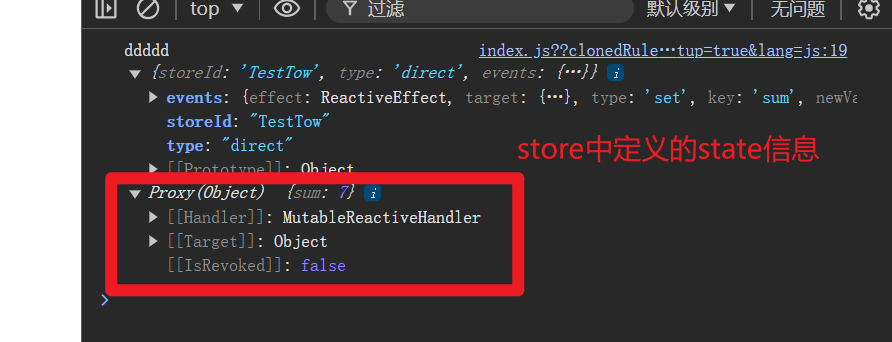 top 过滤 默认级别 无问题
ddddd index.js??clonedRule…tup=true&lang=js:19
{storeId: 'TestTow', type: 'direct', events: {…}}
events: {effect: ReactiveEffect, target: {…}, type: 'set', key: 'sum', newVa
storeId: "TestTow"
type: "direct"
[[Prototype]]: Object
store中定义的state信息
Proxy(Object) {sum: 7}
[[Handler]]: MutableReactiveHandler
[[Target]]: Object
[[IsRevoked]]: false